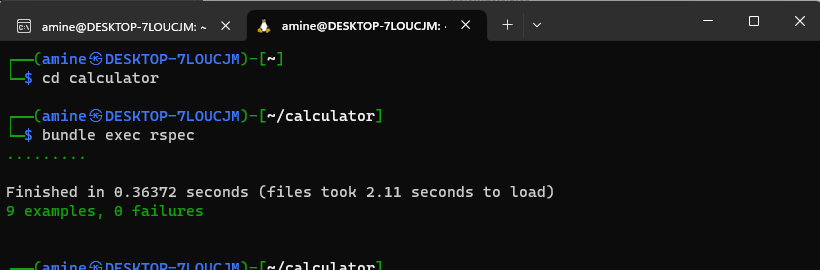 amine@DESKTOP-7LOUCJM: ~
amine@DESKTOP-7LOUCJM: ~
(amine㉿DESKTOP-7LOUCJM)-[~]
$ cd calculator
(amine㉿DESKTOP-7LOUCJM)-[~/calculator]
$ bundle exec rspec
.........
Finished in 0.36372 seconds (files took 2.11 seconds to load)
9 examples, 0 failures
(amine㉿DESKTOP-7LOUCJM)-[~/calculator]